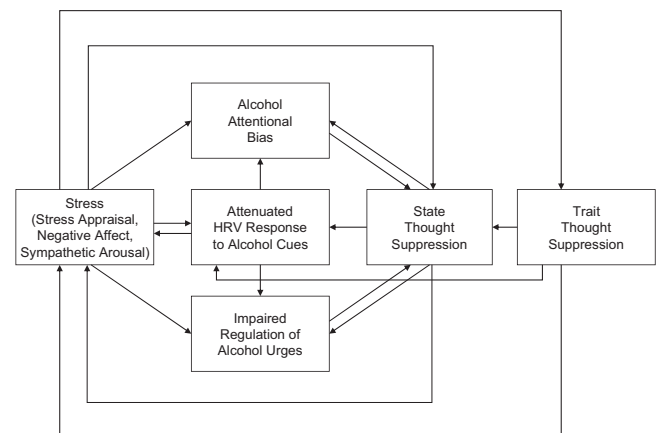 Alcohol
Attentional
Bias
Stress
(Stress Appraisal,
Negative Affect,
Sympathetic Arousal)
Attenuated
HRV Response
to Alcohol Cues
State
Thought
Suppression
Trait
Thought
Suppression
Impaired
Regulation of
Alcohol Urges